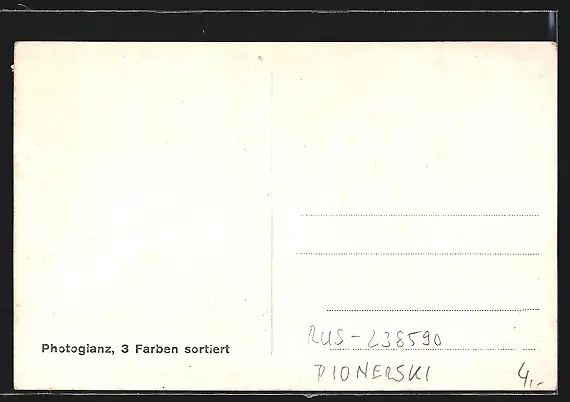 Photoglanz, 3 Farben sortiert
RUS-238590
PIONERSKI
4,-